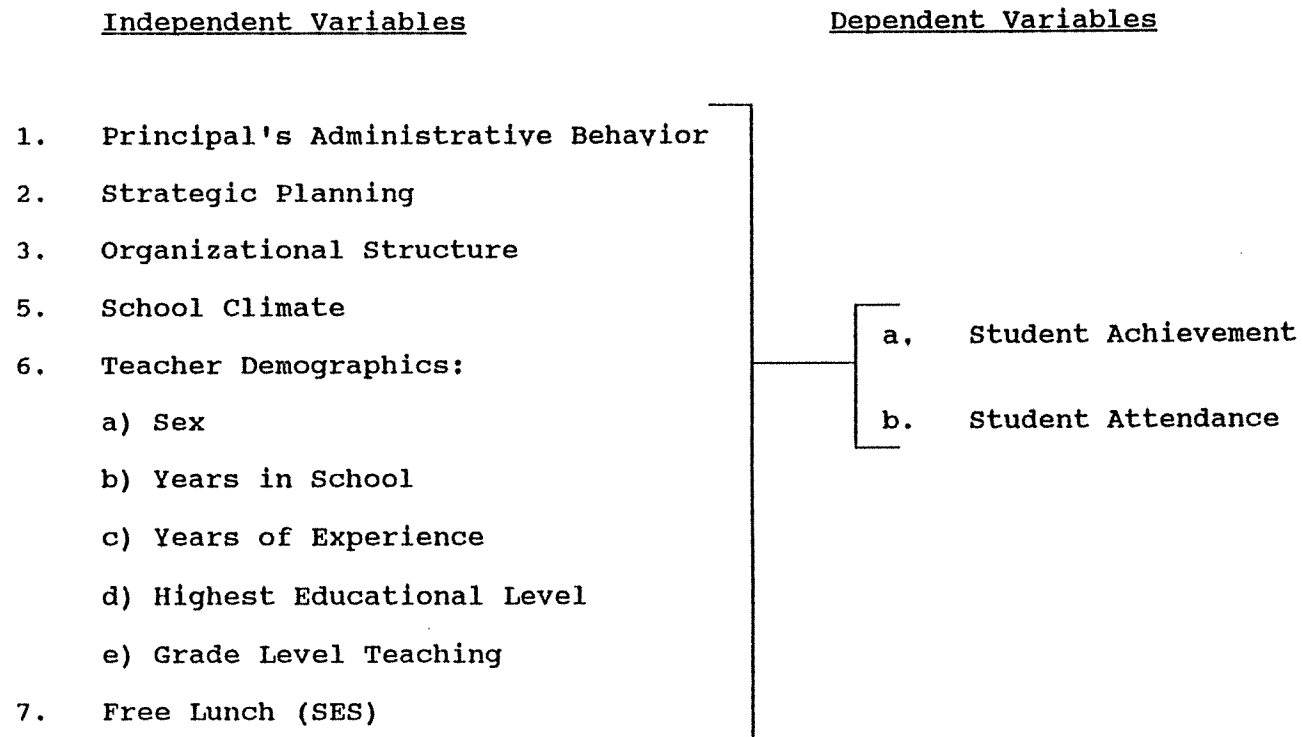 Independent Variables
Dependent Variables
1. Principal's Administrative Behavior
2. Strategic Planning
3. Organizational Structure
5. School Climate
6. Teacher Demographics:
a) Sex
b) Years in School
c) Years of Experience
d) Highest Educational Level
e) Grade Level Teaching
7. Free Lunch (SES)
a. Student Achievement
b. Student Attendance